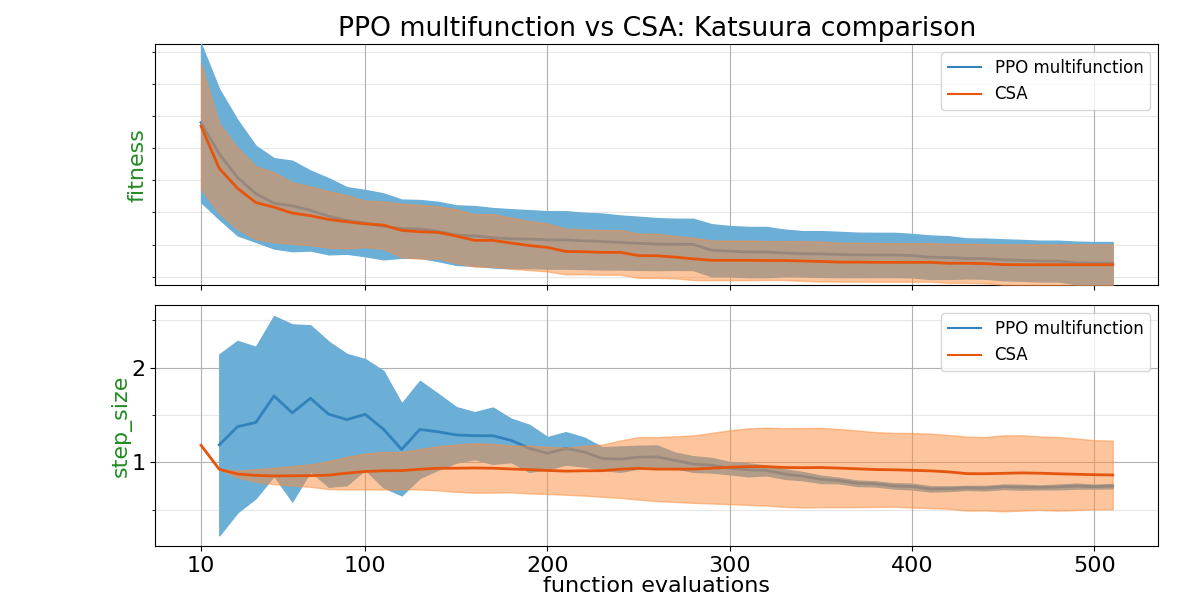 PPO multifunction vs CSA: Katsuura comparison
fitness
PPO multifunction
CSA
step_size
2
1
PPO multifunction
CSA
10 100 200 300 400 500
function evaluations